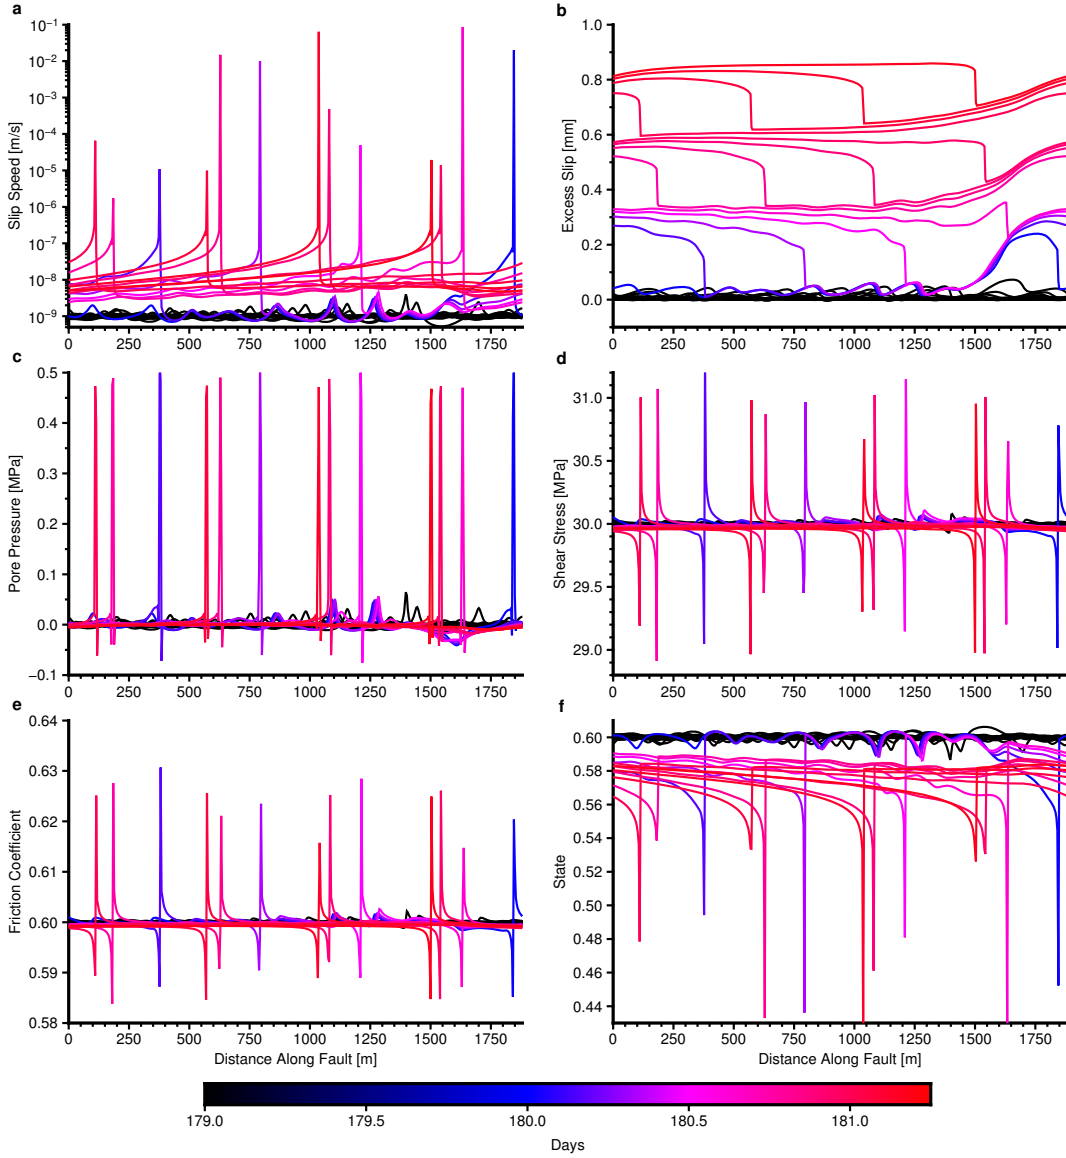 a
b
10⁻¹
10⁻²
10⁻³
10⁻⁴
10⁻⁵
10⁻⁶
10⁻⁷
10⁻⁸
10⁻⁹
Slip Speed [m/s]
0 250 500 750 1000 1250 1500 1750
1.0
0.8
0.6
0.4
0.2
0.0
Excess Slip [mm]
0 250 500 750 1000 1250 1500 1750
c
d
0.5
0.4
0.3
0.2
0.1
0.0
−0.1
Pore Pressure [MPa]
0 250 500 750 1000 1250 1500 1750
31.0
30.5
30.0
29.5
29.0
Shear Stress [MPa]
0 250 500 750 1000 1250 1500 1750
e
f
0.64
0.63
0.62
0.61
0.60
0.59
0.58
Friction Coefficient
0 250 500 750 1000 1250 1500 1750
Distance Along Fault [m]
0.60
0.58
0.56
0.54
0.52
0.50
0.48
0.46
0.44
State
0 250 500 750 1000 1250 1500 1750
Distance Along Fault [m]
179.0 179.5 180.0 180.5 181.0
Days